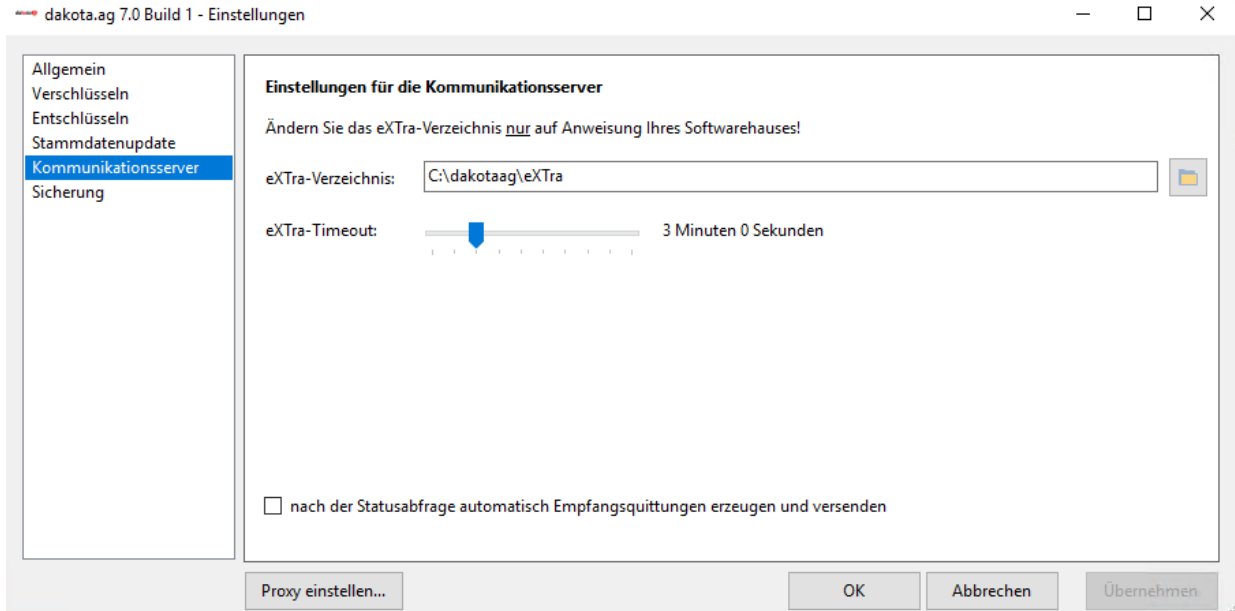 dakota.ag 7.0 Build 1 - Einstellungen
Allgemein
Verschlüsseln
Entschlüsseln
Stammdatenupdate
Kommunikationsserver
Sicherung
Einstellungen für die Kommunikationsserver
Ändern Sie das eXTra-Verzeichnis nur auf Anweisung Ihres Softwarehauses!
eXTra-Verzeichnis: C:\dakotaag\eXTra
eXTra-Timeout: 3 Minuten 0 Sekunden
nach der Statusabfrage automatisch Empfangsquittungen erzeugen und versenden
Proxy einstellen... OK Abbrechen Übernehmen